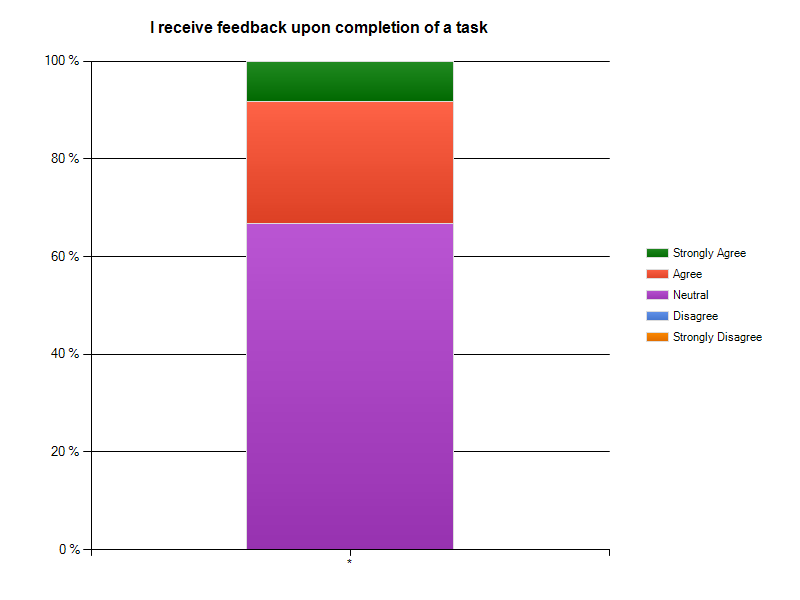 I receive feedback upon completion of a task
100 %
80 %
60 %
40 %
20 %
0 %
*
Strongly Agree
Agree
Neutral
Disagree
Strongly Disagree